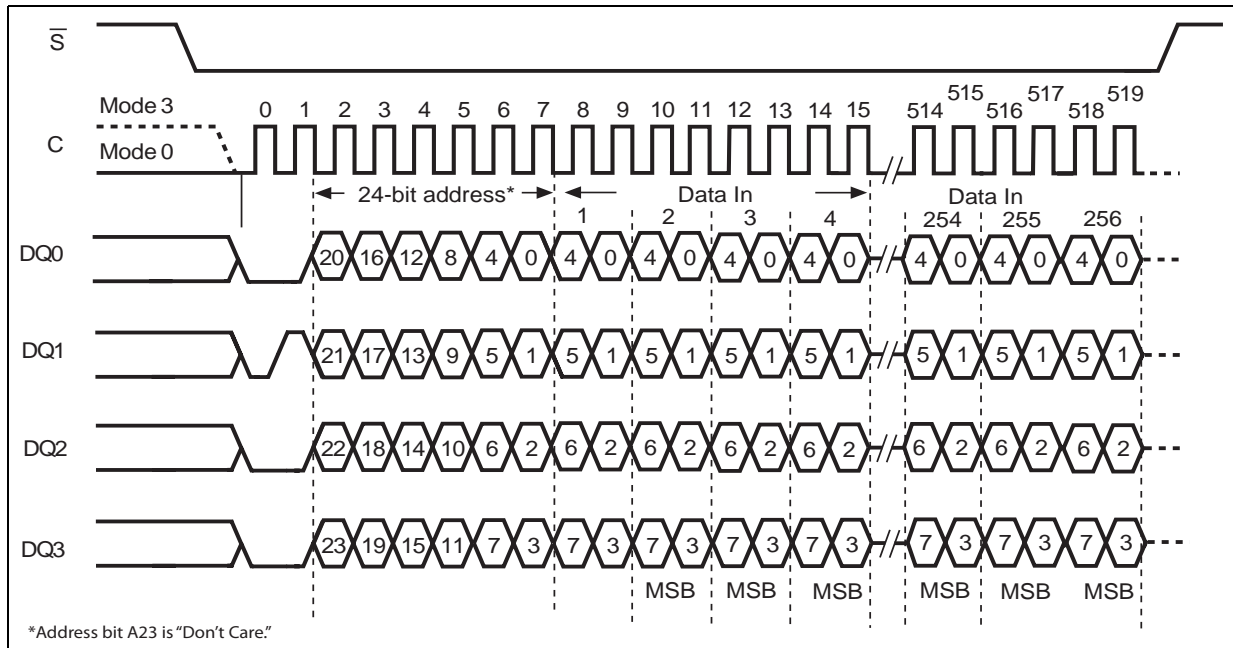 S
Mode 3
0 1 2 3 4 5 6 7 8 9 10 11 12 13 14 15 514 515 516 517 518 519
C
Mode 0
24-bit address* Data In Data In
1 2 3 4 254 255 256
DQ0 20 16 12 8 4 0 4 0 4 0 4 0 4 0 4 0 4 0 4 0
DQ1 21 17 13 9 5 1 5 1 5 1 5 1 5 1 5 1 5 1 5 1
DQ2 22 18 14 10 6 2 6 2 6 2 6 2 6 2 6 2 6 2 6 2
DQ3 23 19 15 11 7 3 7 3 7 3 7 3 7 3 7 3 7 3 7 3
MSB MSB MSB MSB MSB MSB
*Address bit A23 is "Don't Care."